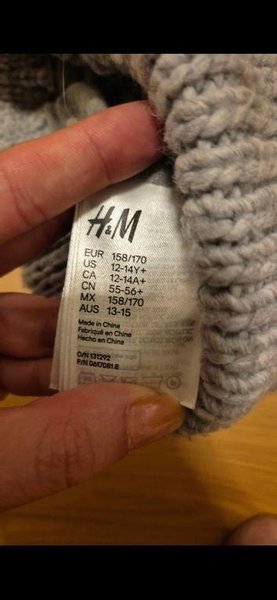 H&M
EUR 158/170
US 12-14Y+
CA 12-14A+
CN 55-56+
MX 158/170
AUS 13-15
Made in China
Fabriqué en Chine
Hecho en China
D/N 131292
P/N. 0617081 8